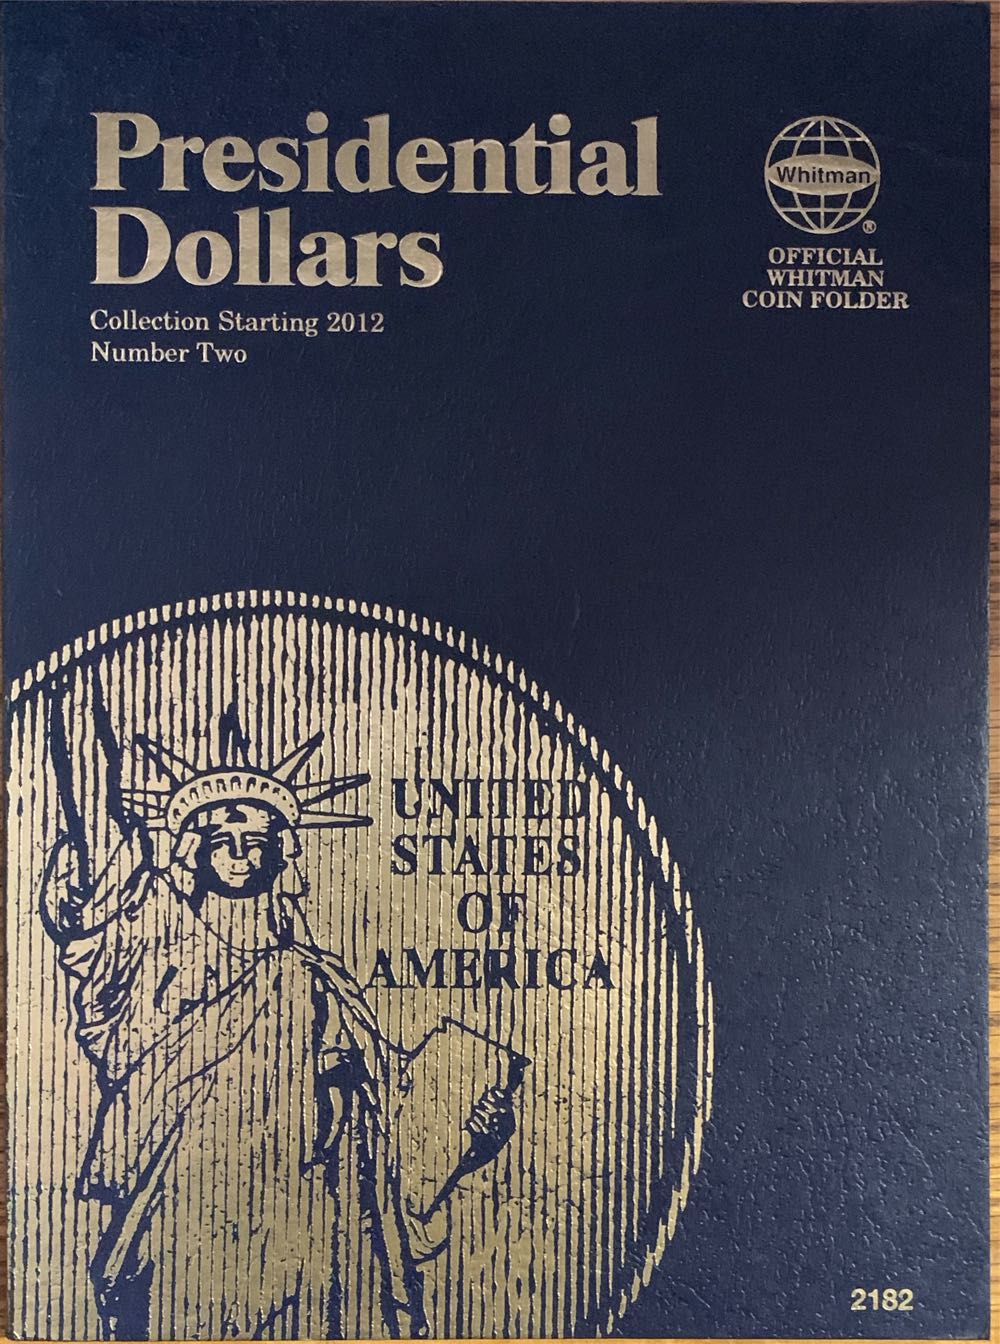 Presidential
Dollars
Collection Starting 2012
Number Two
Whitman
®
OFFICIAL
WHITMAN
COIN FOLDER
UNITED
STATES
OF
AMERICA
2182